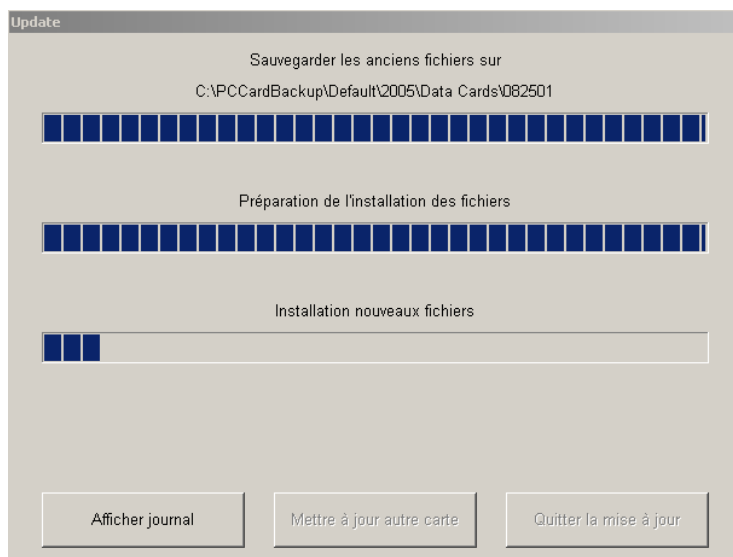 Update
Sauvegarder les anciens fichiers sur
C:\PCCardBackup\Default\2005\Data Cards\082501
Préparation de l'installation des fichiers
Installation nouveaux fichiers
Afficher journal
Mettre à jour autre carte
Quitter la mise à jour